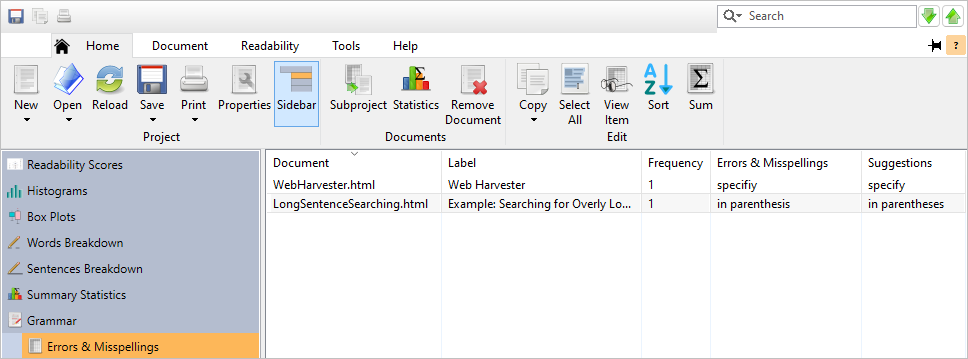 Search
Home Document Readability Tools Help
?
New Open Reload Save Print Properties Sidebar Subproject Statistics Remove Document Copy Select All View Item Sort Sum
Project Documents Edit
Readability Scores
Histograms
Box Plots
Words Breakdown
Sentences Breakdown
Summary Statistics
Grammar
Errors & Misspellings
Document Label Frequency Errors & Misspellings Suggestions
WebHarvester.html Web Harvester 1 specifiy specify
LongSentenceSearching.html Example: Searching for Overly Lo... 1 in parenthesis in parentheses